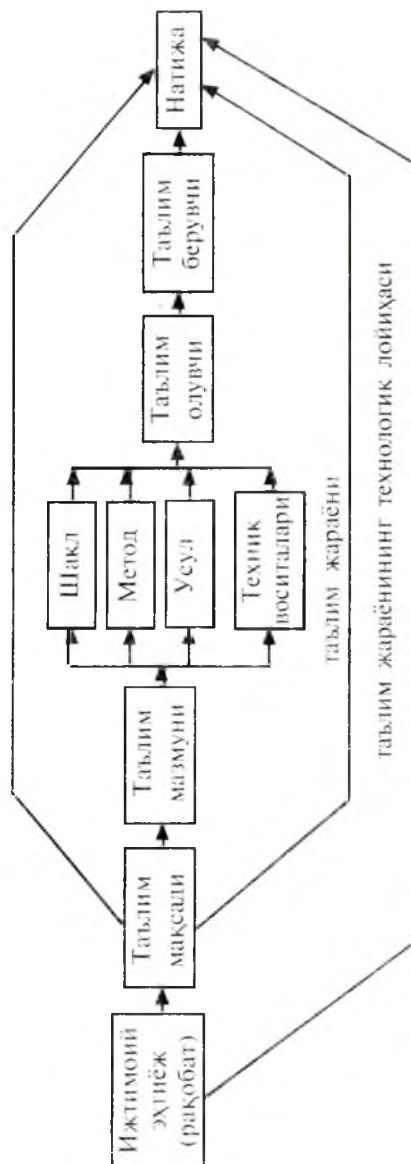 Ижтимоий
эҳтиёж
(рақобат)
Таълим
мақсади
Таълим
мазмуни
Шакл
Метод
Усул
Техник
воситалари
Таълим
олувчи
Таълим
берувчи
Натижа
таълим жараёни
таълим жараёнининг технологик лойиҳаси